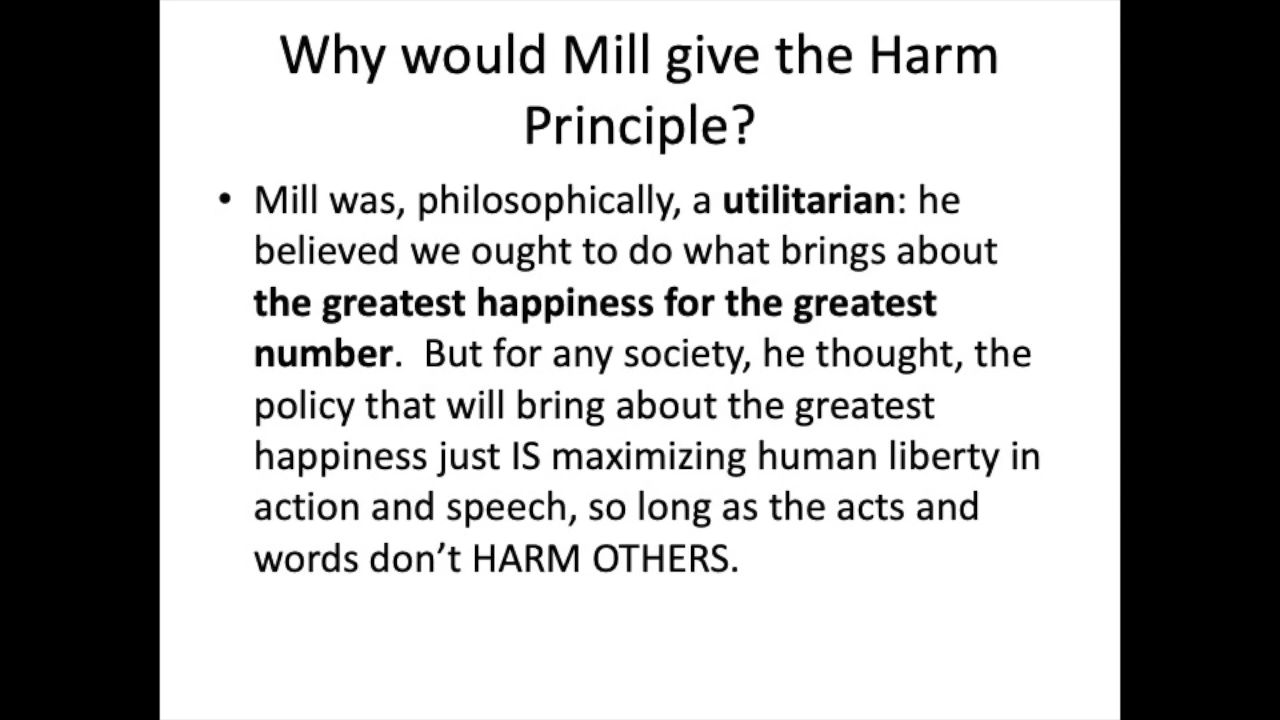 Why would Mill give the Harm
Principle?
• Mill was, philosophically, a utilitarian: he
believed we ought to do what brings about
the greatest happiness for the greatest
number.  But for any society, he thought, the
policy that will bring about the greatest
happiness just IS maximizing human liberty in
action and speech, so long as the acts and
words don’t HARM OTHERS.